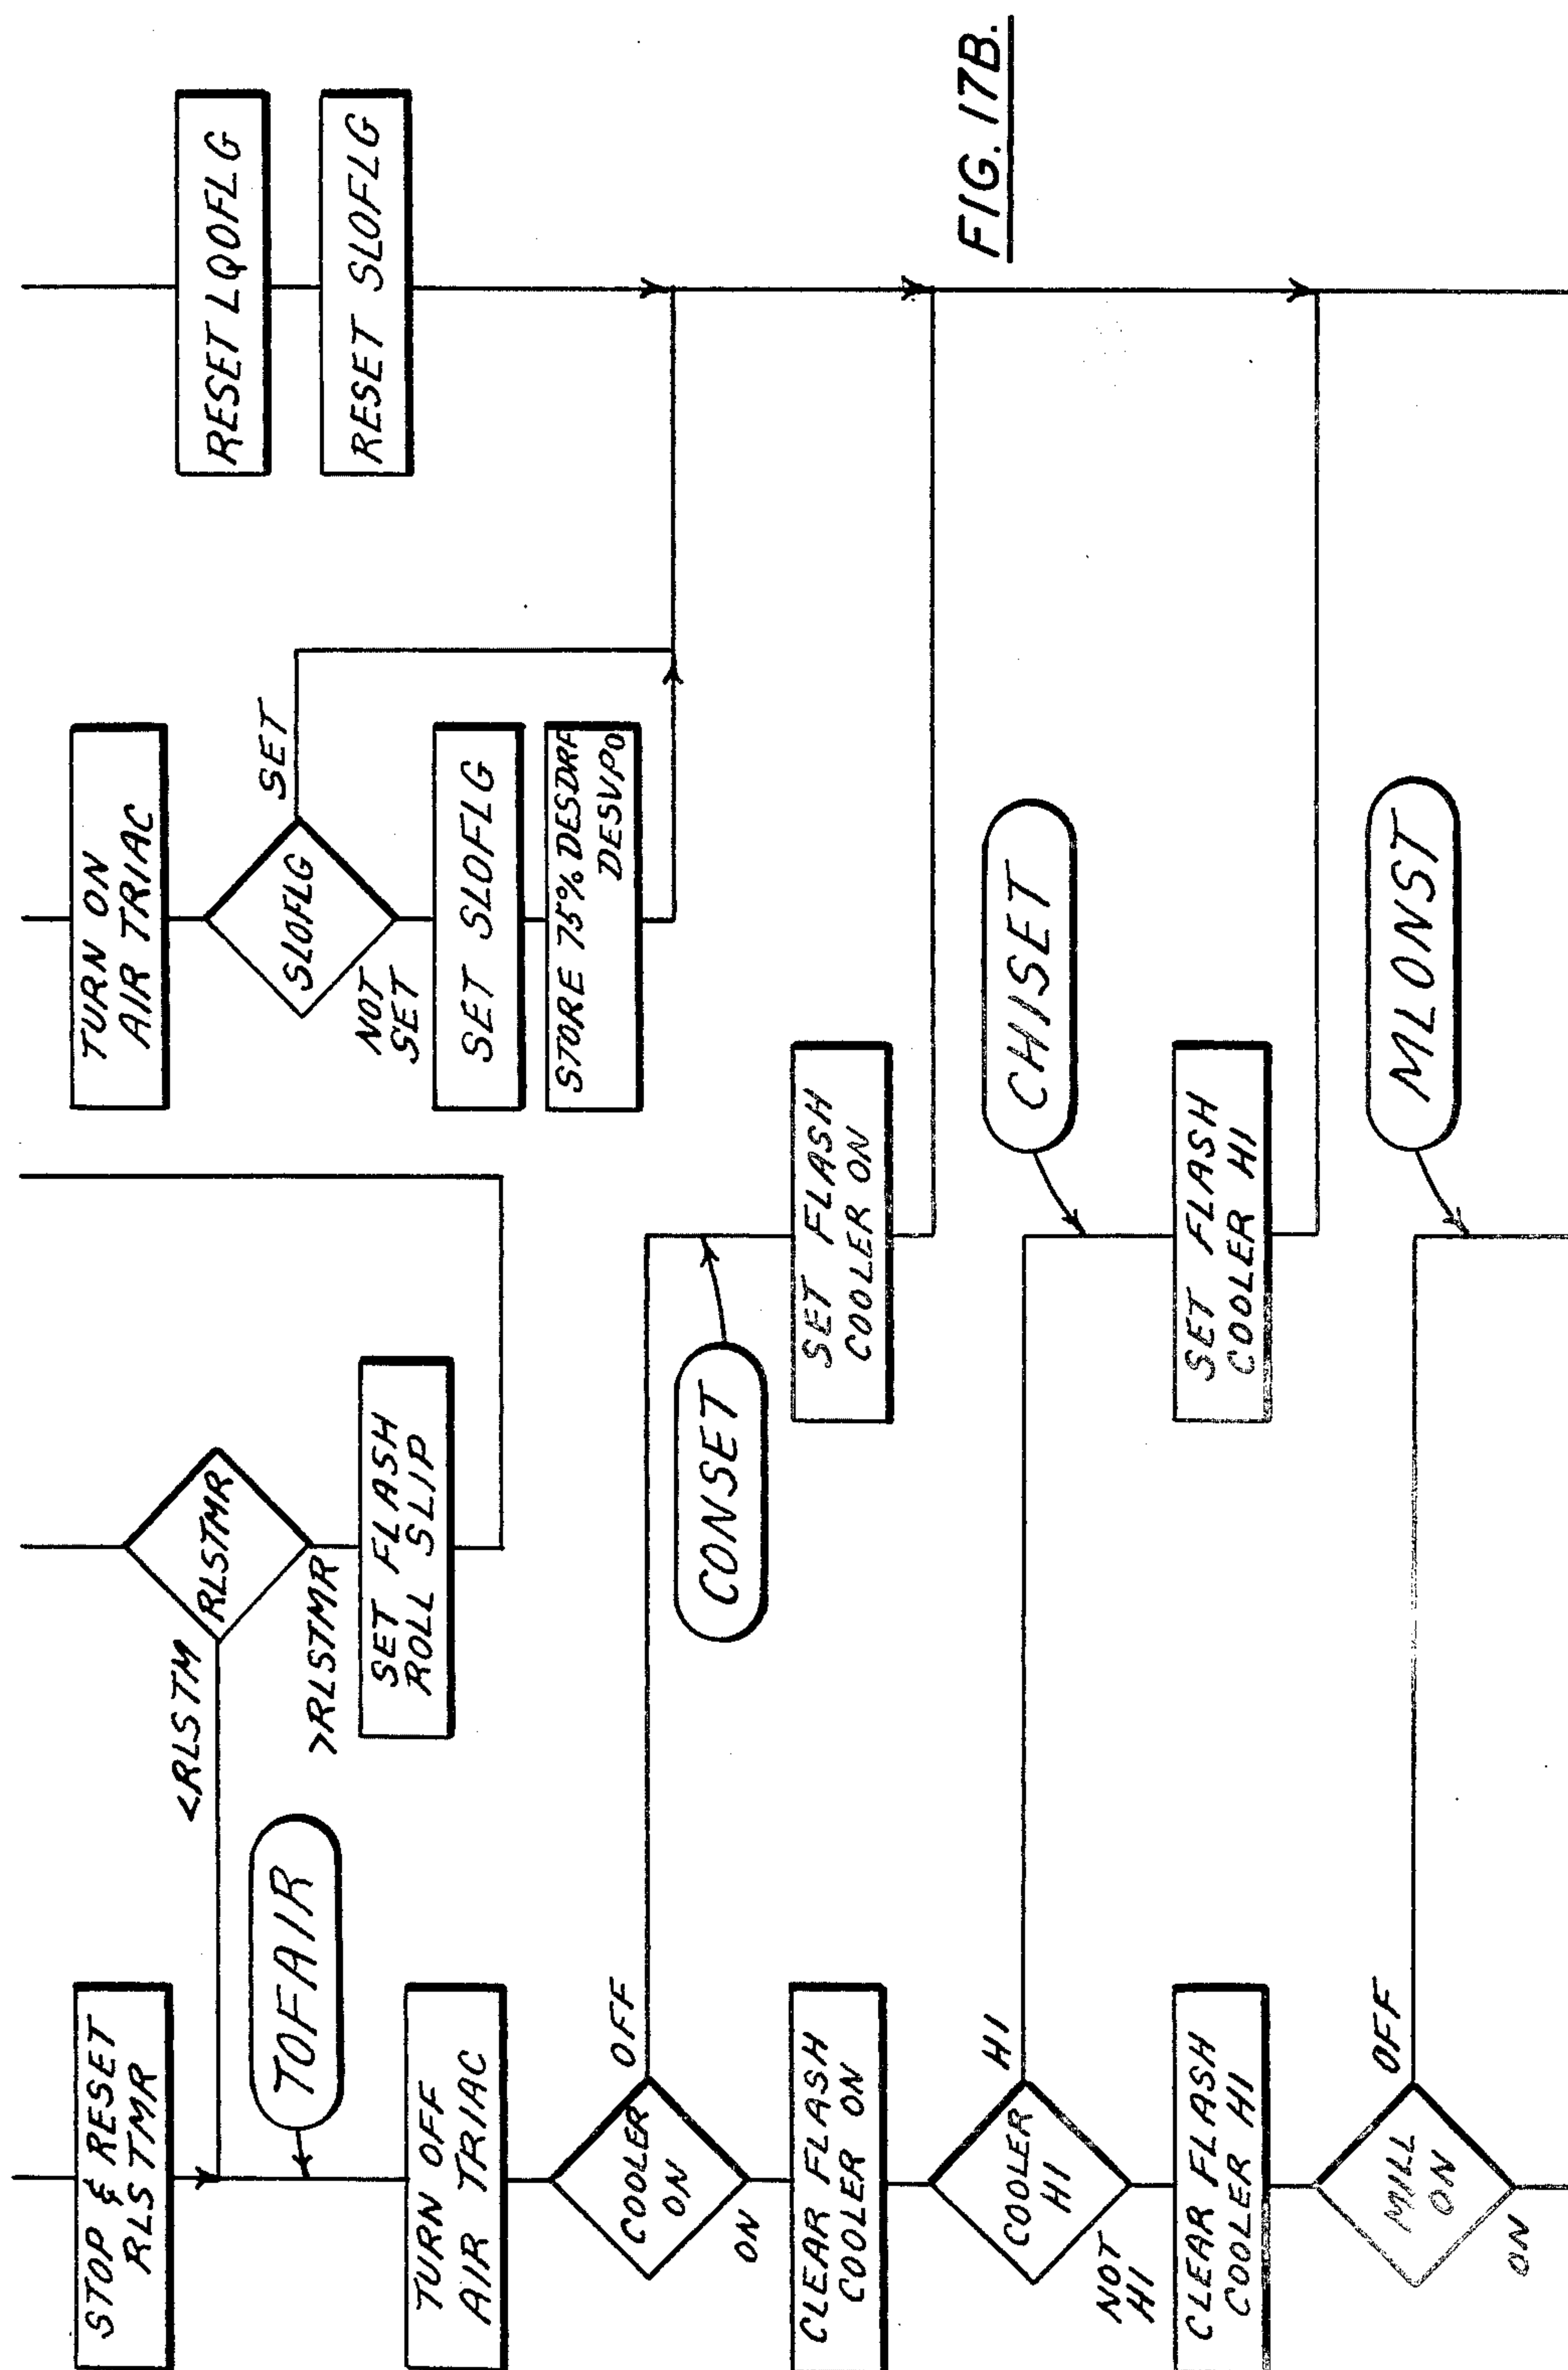 STOP & RESET
RLSTMR
<RLSTM
RLSTMR
>RLSTMR
SET FLASH
ROLL SLIP
TOFAIR
TURN OFF
AIR TRIAC
COOLER
ON
OFF
ON
CONSET
SET FLASH
COOLER ON
CLEAR FLASH
COOLER ON
COOLER
HI
HI
NOT
HI
CHISET
SET FLASH
COOLER HI
CLEAR FLASH
COOLER HI
MILL
ON
OFF
ON
MLONST
TURN ON
AIR TRIAC
SLOFLG
SET
NOT
SET
SET SLOFLG
STORE 75% DESDRF
DESVPO
RESET LQOFLG
RESET SLOFLG
FIG. 17B.